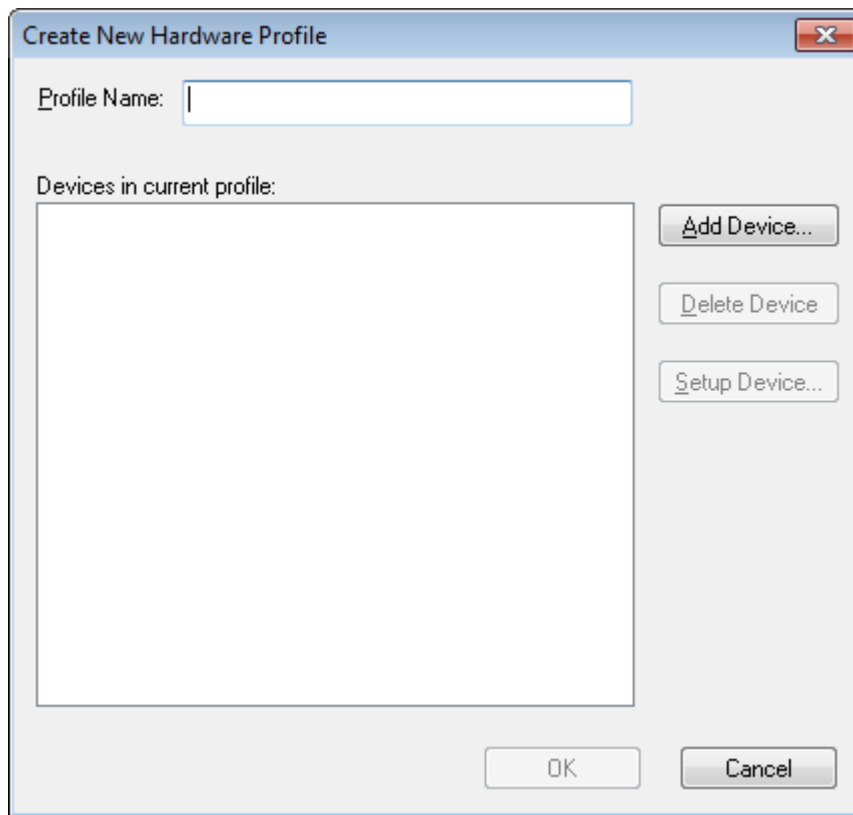 Create New Hardware Profile
Profile Name:
Devices in current profile:
Add Device...
Delete Device
Setup Device...
OK
Cancel